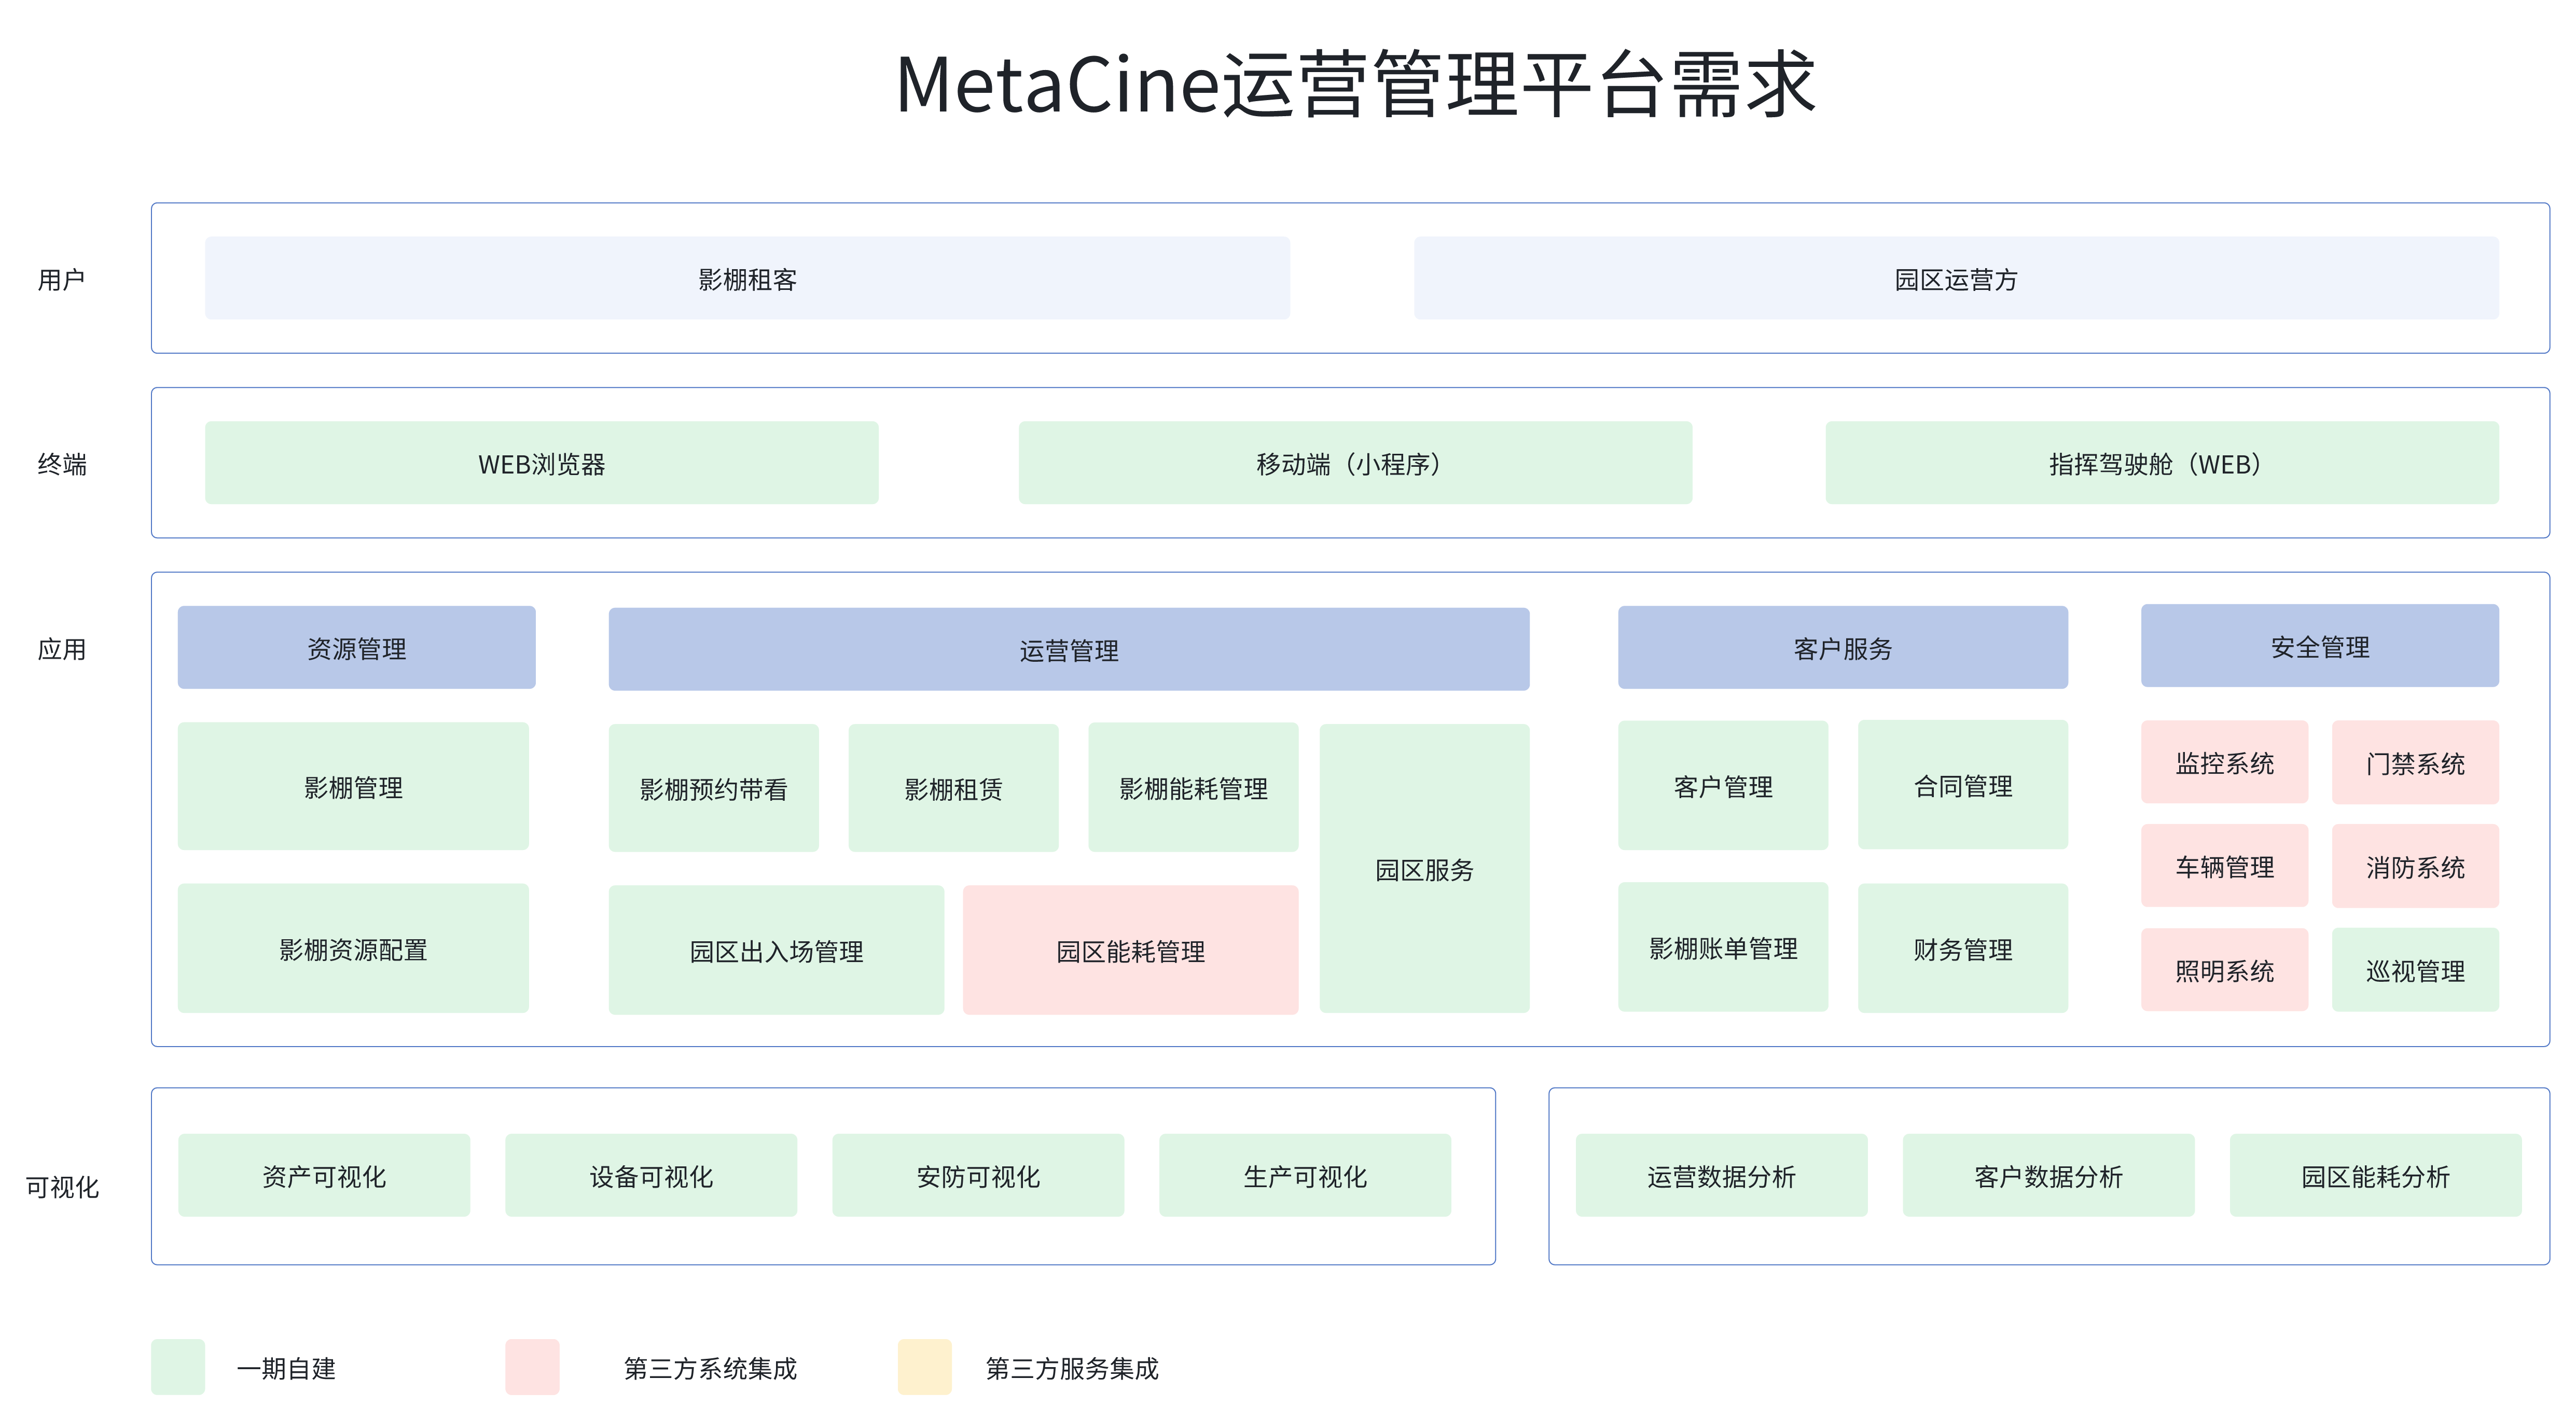 MetaCine运营管理平台需求
用户
影棚租客
园区运营方
终端
WEB浏览器
移动端（小程序）
指挥驾驶舱（WEB）
应用
资源管理
运营管理
客户服务
安全管理
影棚管理
影棚资源配置
影棚预约带看
影棚租赁
影棚能耗管理
园区服务
园区出入场管理
园区能耗管理
客户管理
合同管理
影棚账单管理
财务管理
监控系统
门禁系统
车辆管理
消防系统
照明系统
巡视管理
可视化
资产可视化
设备可视化
安防可视化
生产可视化
运营数据分析
客户数据分析
园区能耗分析
一期自建
第三方系统集成
第三方服务集成